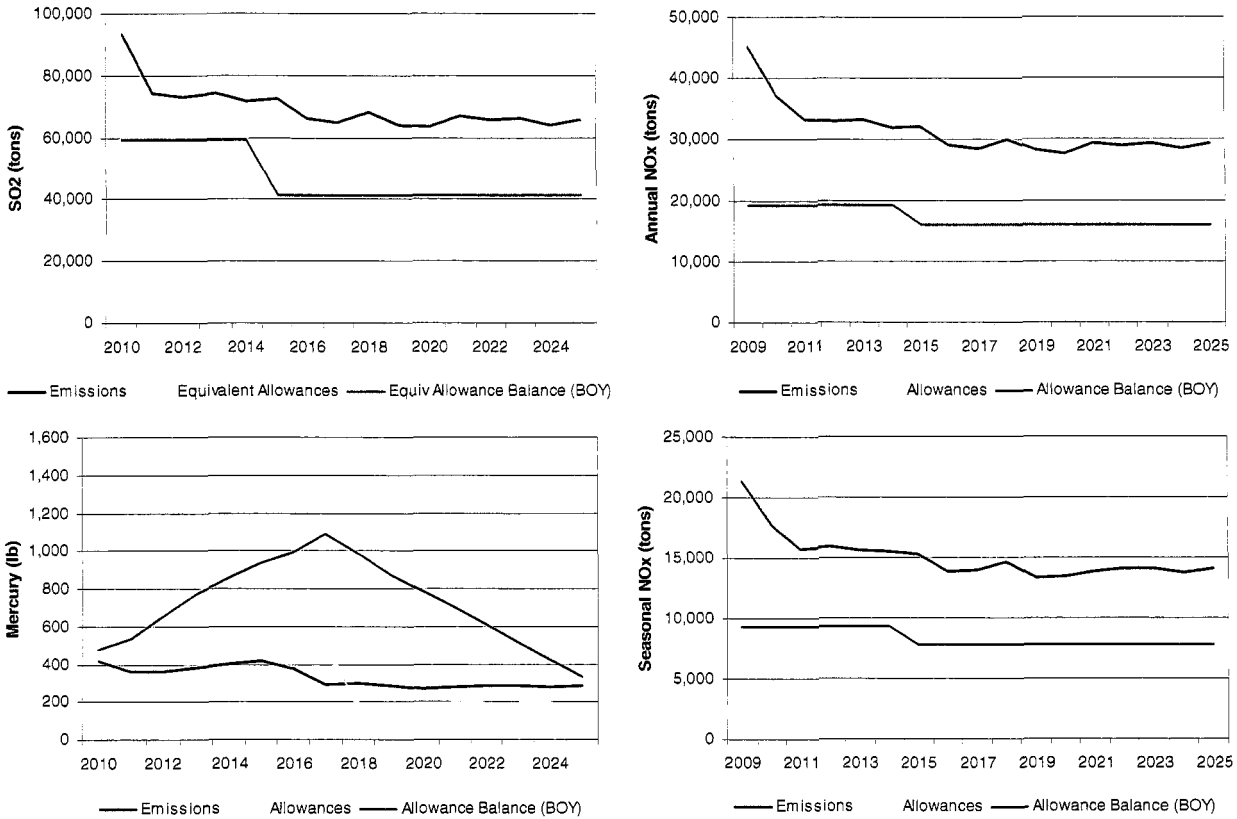 SO2 (tons)
100,000
80,000
60,000
40,000
20,000
0
2010 2012 2014 2016 2018 2020 2022 2024
Emissions Equivalent Allowances Equiv Allowance Balance (BOY)
Annual NOx (tons)
50,000
40,000
30,000
20,000
10,000
0
2009 2011 2013 2015 2017 2019 2021 2023 2025
Emissions Allowances Allowance Balance (BOY)
Mercury (lb)
1,600
1,400
1,200
1,000
800
600
400
200
0
2010 2012 2014 2016 2018 2020 2022 2024
Emissions Allowances Allowance Balance (BOY)
Seasonal NOx (tons)
25,000
20,000
15,000
10,000
5,000
0
2009 2011 2013 2015 2017 2019 2021 2023 2025
Emissions Allowances Allowance Balance (BOY)